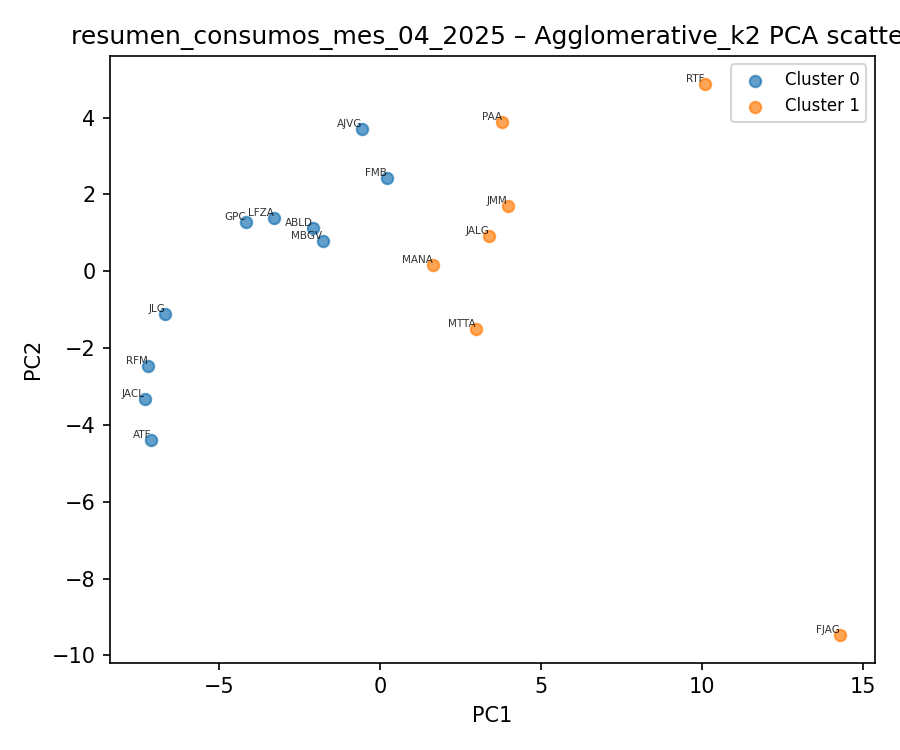 resumen_consumos_mes_04_2025 – Agglomerative_k2 PCA scatte
Cluster 0
Cluster 1
RTF
PAA
AJVG
FMB
JMM
LFZA
GPC
ABLD
MBGV
JALG
MANA
JLG
MTTA
RFM
JACL
ATF
FJAG
4
2
0
−2
−4
−6
−8
−10
PC2
−5
0
5
10
15
PC1